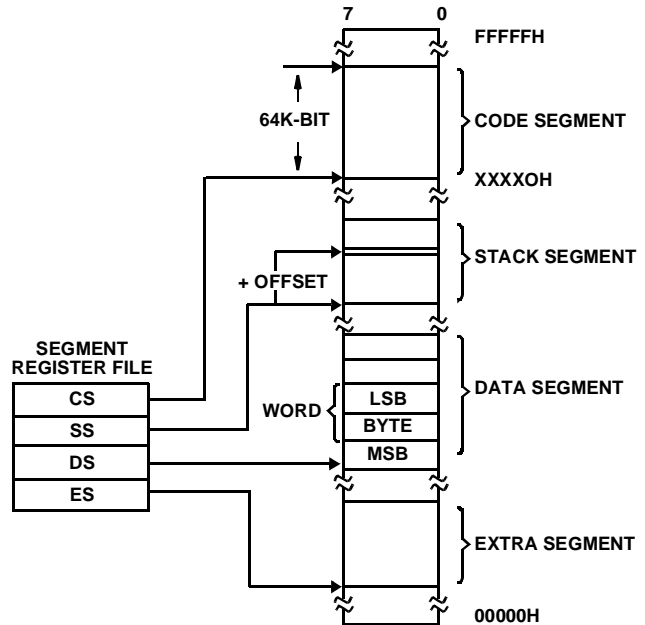 7 0
FFFFFH
64K-BIT
CODE SEGMENT
XXXXOH
STACK SEGMENT
+ OFFSET
SEGMENT
REGISTER FILE
CS
SS
DS
ES
WORD
LSB
BYTE
MSB
DATA SEGMENT
EXTRA SEGMENT
00000H